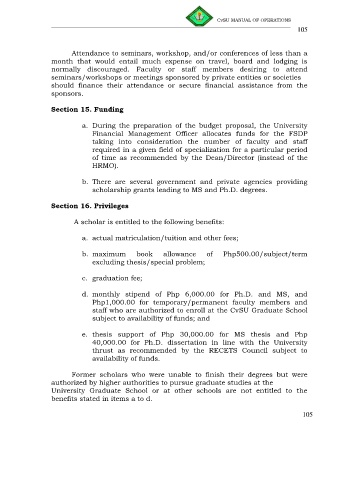 CvSU MANUAL OF OPERATIONS
105
Attendance to seminars, workshop, and/or conferences of less than a
month that would entail much expense on travel, board and lodging is
normally discouraged. Faculty or staff members desiring to attend
seminars/workshops or meetings sponsored by private entities or societies
should finance their attendance or secure financial assistance from the
sponsors.
Section 15. Funding
a. During the preparation of the budget proposal, the University
Financial Management Officer allocates funds for the FSDP
taking into consideration the number of faculty and staff
required in a given field of specialization for a particular period
of time as recommended by the Dean/Director (instead of the
HRMO).
b. There are several government and private agencies providing
scholarship grants leading to MS and Ph.D. degrees.
Section 16. Privileges
A scholar is entitled to the following benefits:
a. actual matriculation/tuition and other fees;
b. maximum book allowance of Php500.00/subject/term
excluding thesis/special problem;
c. graduation fee;
d. monthly stipend of Php 6,000.00 for Ph.D. and MS, and
Php1,000.00 for temporary/permanent faculty members and
staff who are authorized to enroll at the CvSU Graduate School
subject to availability of funds; and
e. thesis support of Php 30,000.00 for MS thesis and Php
40,000.00 for Ph.D. dissertation in line with the University
thrust as recommended by the RECETS Council subject to
availability of funds.
Former scholars who were unable to finish their degrees but were
authorized by higher authorities to pursue graduate studies at the
University Graduate School or at other schools are not entitled to the
benefits stated in items a to d.
105